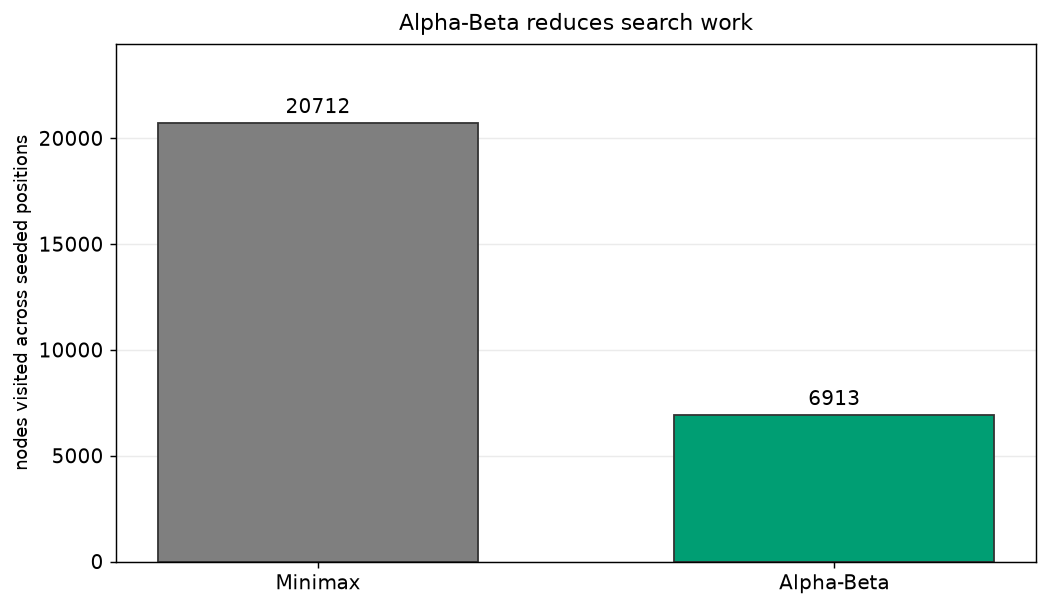 Alpha-Beta reduces search work
nodes visited across seeded positions
20000
15000
10000
5000
0
20712
6913
Minimax
Alpha-Beta